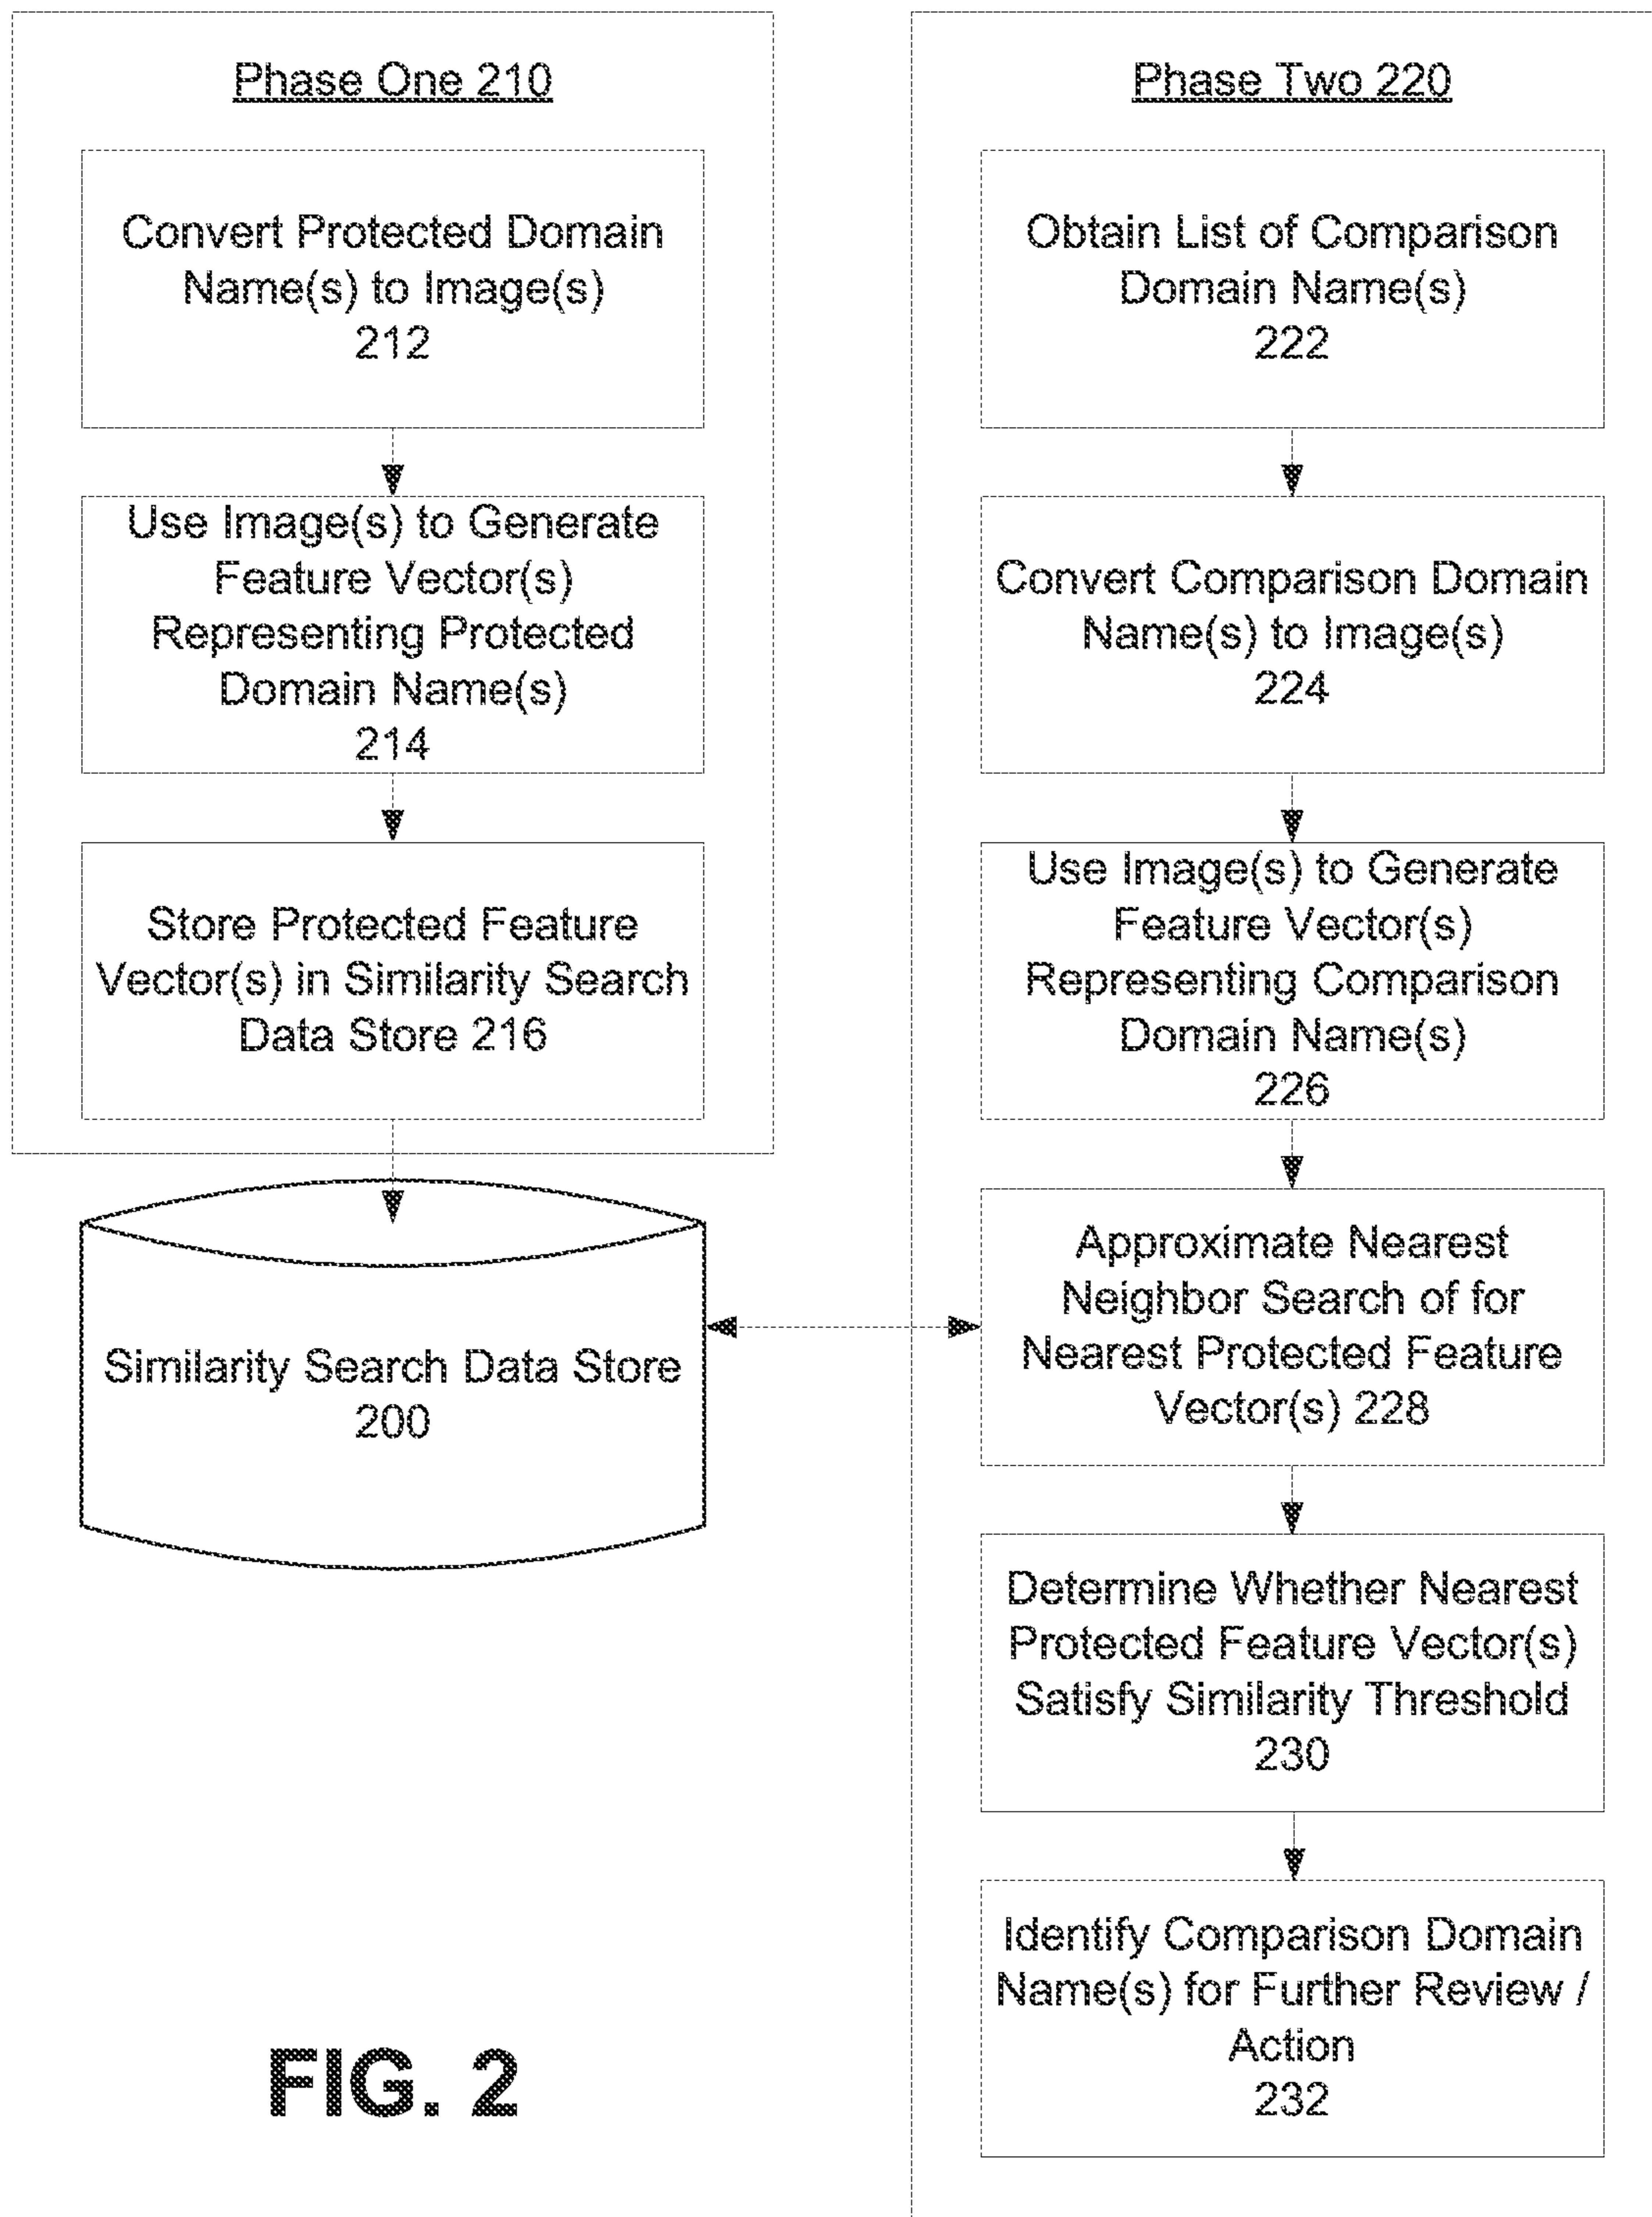 Phase One 210
Convert Protected Domain
Name(s) to Image(s)
212
Use Image(s) to Generate
Feature Vector(s)
Representing Protected
Domain Name(s)
214
Store Protected Feature
Vector(s) in Similarity Search
Data Store 216
Similarity Search Data Store
200
Phase Two 220
Obtain List of Comparison
Domain Name(s)
222
Convert Comparison Domain
Name(s) to Image(s)
224
Use Image(s) to Generate
Feature Vector(s)
Representing Comparison
Domain Name(s)
226
Approximate Nearest
Neighbor Search of for
Nearest Protected Feature
Vector(s) 228
Determine Whether Nearest
Protected Feature Vector(s)
Satisfy Similarity Threshold
230
Identify Comparison Domain
Name(s) for Further Review /
Action
232
FIG. 2